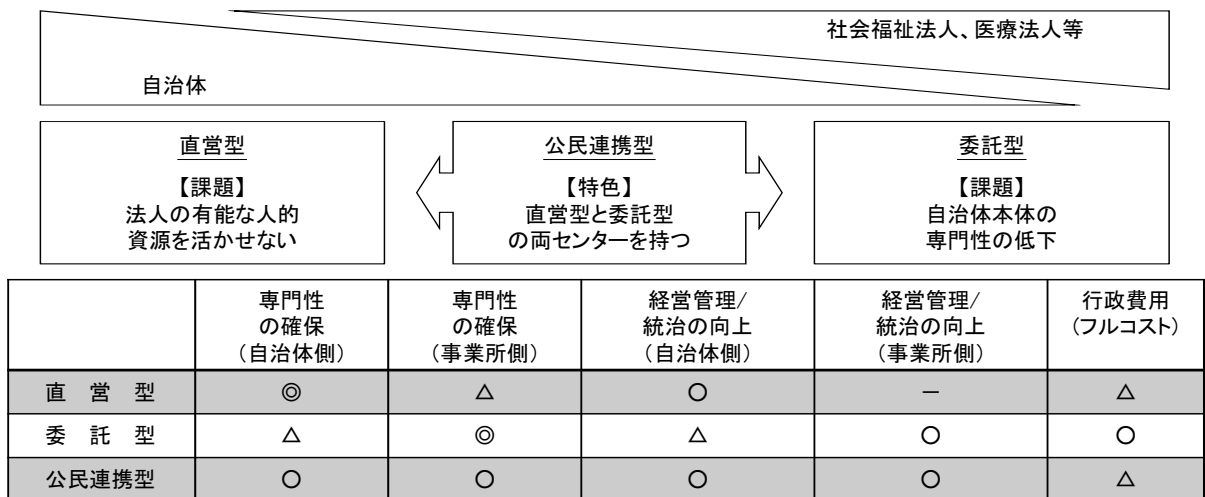 社会福祉法人、医療法人等
自治体
直営型
【課題】
法人の有能な人的
資源を活かせない
公民連携型
【特色】
直営型と委託型
の両センターを持つ
委託型
【課題】
自治体本体の
専門性の低下
専門性
の確保
(自治体側)
専門性
の確保
(事業所側)
経営管理/
統治の向上
(自治体側)
経営管理/
統治の向上
(事業所側)
行政費用
(フルコスト)
直 営 型 ◎ △ ○ － △
委 託 型 △ ◎ △ ○ ○
公民連携型 ○ ○ ○ ○ △